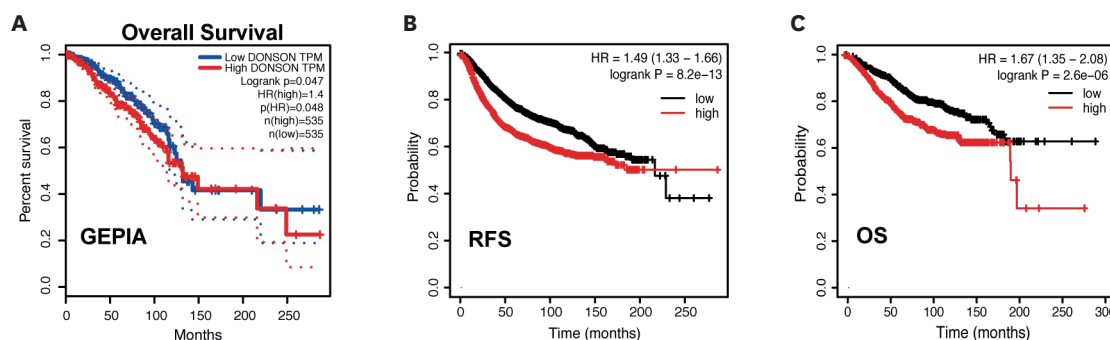 A
Overall Survival
Low DONSON TPM
High DONSON TPM
Logrank p=0.047
HR(high)=1.4
p(HR)=0.048
n(high)=535
n(low)=535
Percent survival
1.0
0.8
0.6
0.4
0.2
0.0
GEPIA
0 50 100 150 200 250
Months
B
HR = 1.49 (1.33 − 1.66)
logrank P = 8.2e−13
low
high
Probability
1.0
0.8
0.6
0.4
0.2
0.0
RFS
0 50 100 150 200 250
Time (months)
C
HR = 1.67 (1.35 − 2.08)
logrank P = 2.6e−06
low
high
Probability
1.0
0.8
0.6
0.4
0.2
0.0
OS
0 50 100 150 200 250 300
Time (months)